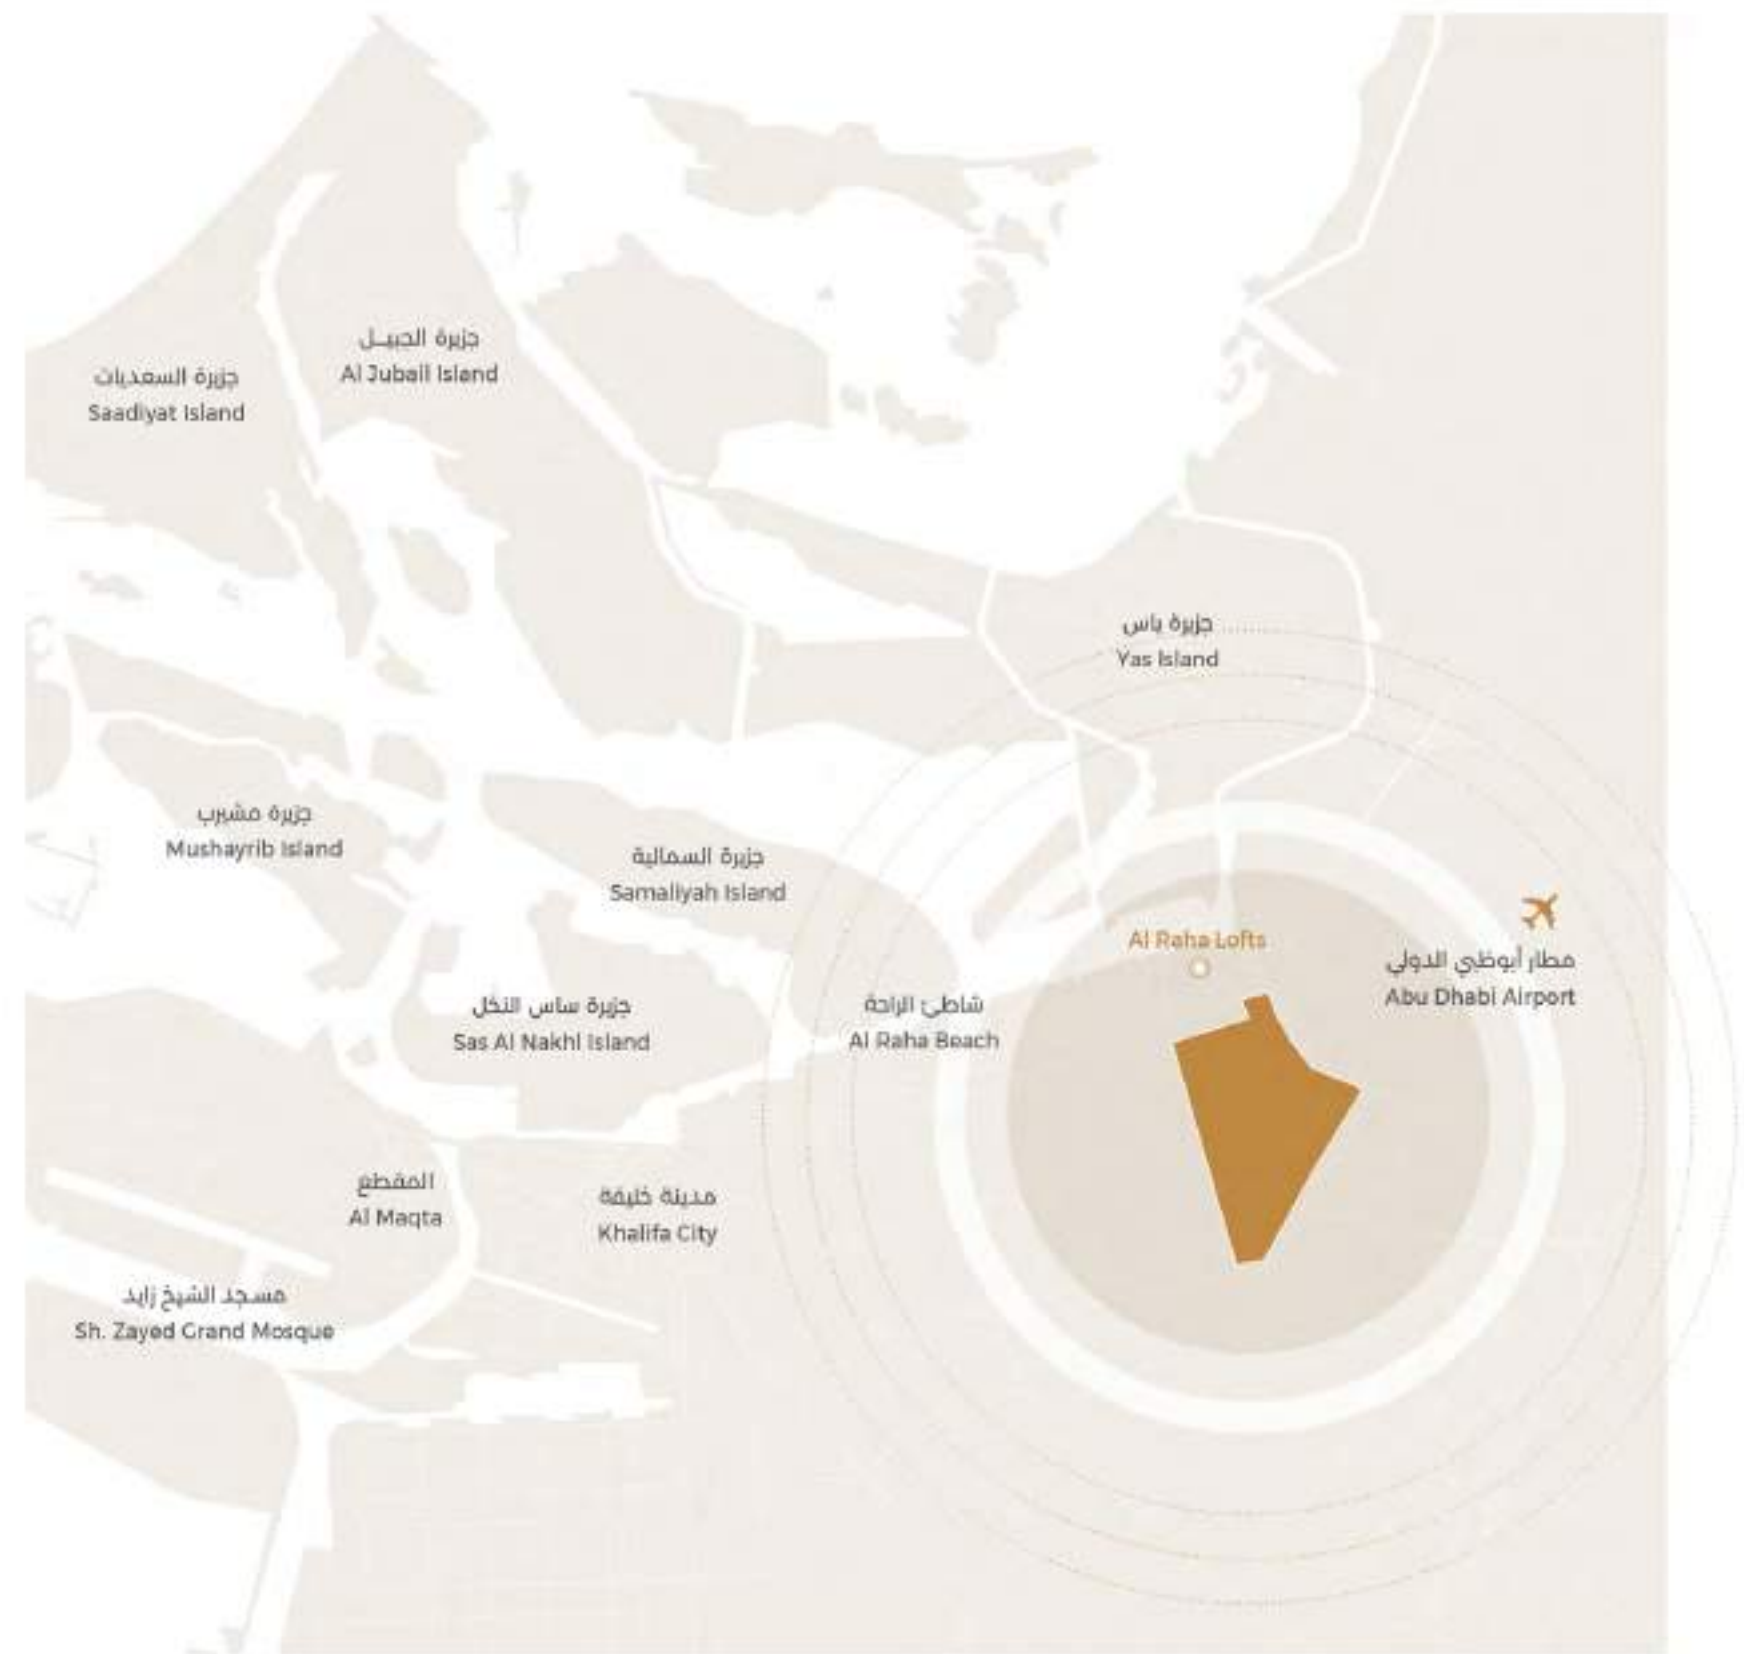 جزيرة الجبيل
Al Jubail Island
جزيرة السعديات
Saadiyat Island
جزيرة ياس
Yas Island
جزيرة مشيرب
Mushayrib Island
جزيرة السمالية
Samaliyah Island
Al Raha Lofts
مطار أبوظبي الدولي
Abu Dhabi Airport
جزيرة ساس النخل
Sas Al Nakhl Island
شاطئ الراحة
Al Raha Beach
المقطع
Al Maqta
مدينة خليفة
Khalifa City
مسجد الشيخ زايد
Sh. Zayed Grand Mosque